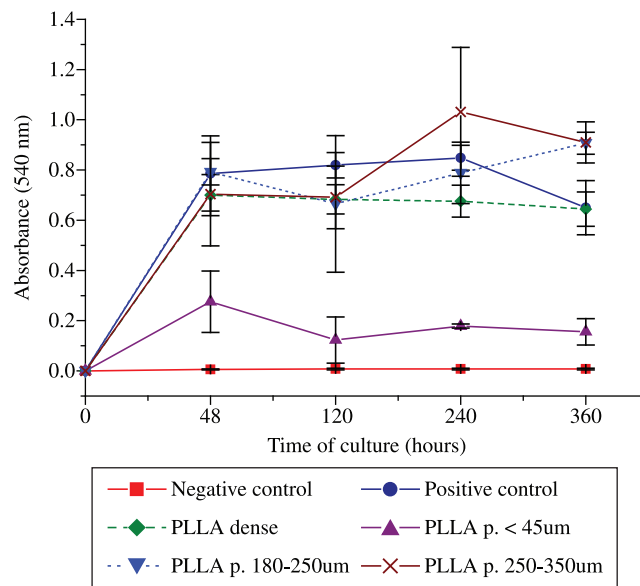 1.4
1.2
1.0
0.8
0.6
0.4
0.2
0.0
Absorbance (540 nm)
0 48 120 240 360
Time of culture (hours)
Negative control Positive control
PLLA dense PLLA p. < 45um
PLLA p. 180-250um PLLA p. 250-350um